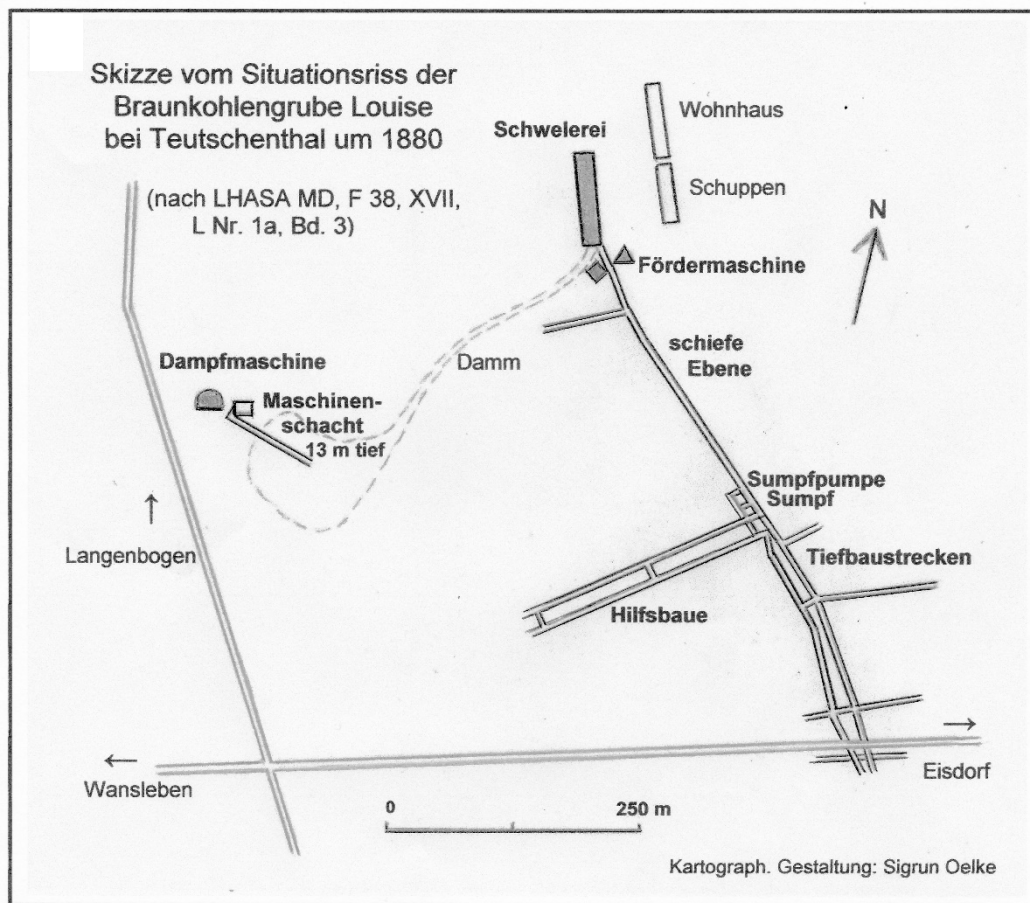 Skizze vom Situationsriss der
Braunkohlengrube Louise
bei Teutschenthal um 1880
(nach LHASA MD, F 38, XVII,
L Nr. 1a, Bd. 3)
Wohnhaus
Schwelerei
Schuppen
N
Fördermaschine
schiefe
Ebene
Damm
Dampfmaschine
Maschinen-
schacht
13 m tief
Sumpfpumpe
Sumpf
Langenbogen
Tiefbaustrecken
Hilfsbaue
Wansleben
Eisdorf
0 250 m
Kartograph. Gestaltung: Sigrun Oelke